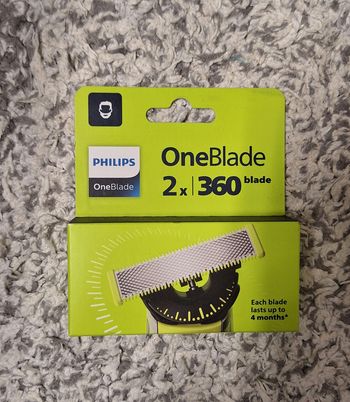 PHILIPS
OneBlade
OneBlade
2x | 360 blade
Each blade
lasts up to
4 months*